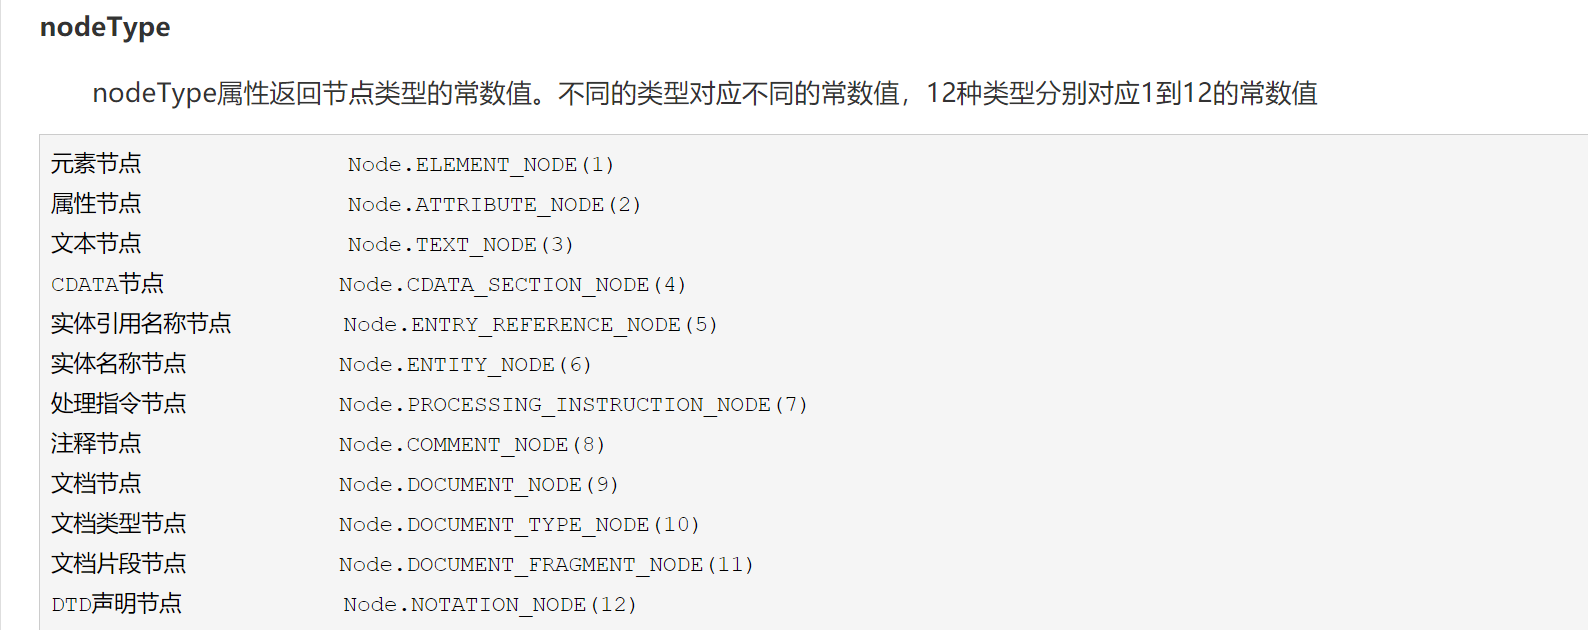 nodeType
nodeType属性返回节点类型的常数值。不同的类型对应不同的常数值，12种类型分别对应1到12的常数值
元素节点 Node.ELEMENT_NODE(1)
属性节点 Node.ATTRIBUTE_NODE(2)
文本节点 Node.TEXT_NODE(3)
CDATA节点 Node.CDATA_SECTION_NODE(4)
实体引用名称节点 Node.ENTRY_REFERENCE_NODE(5)
实体名称节点 Node.ENTITY_NODE(6)
处理指令节点 Node.PROCESSING_INSTRUCTION_NODE(7)
注释节点 Node.COMMENT_NODE(8)
文档节点 Node.DOCUMENT_NODE(9)
文档类型节点 Node.DOCUMENT_TYPE_NODE(10)
文档片段节点 Node.DOCUMENT_FRAGMENT_NODE(11)
DTD声明节点 Node.NOTATION_NODE(12)